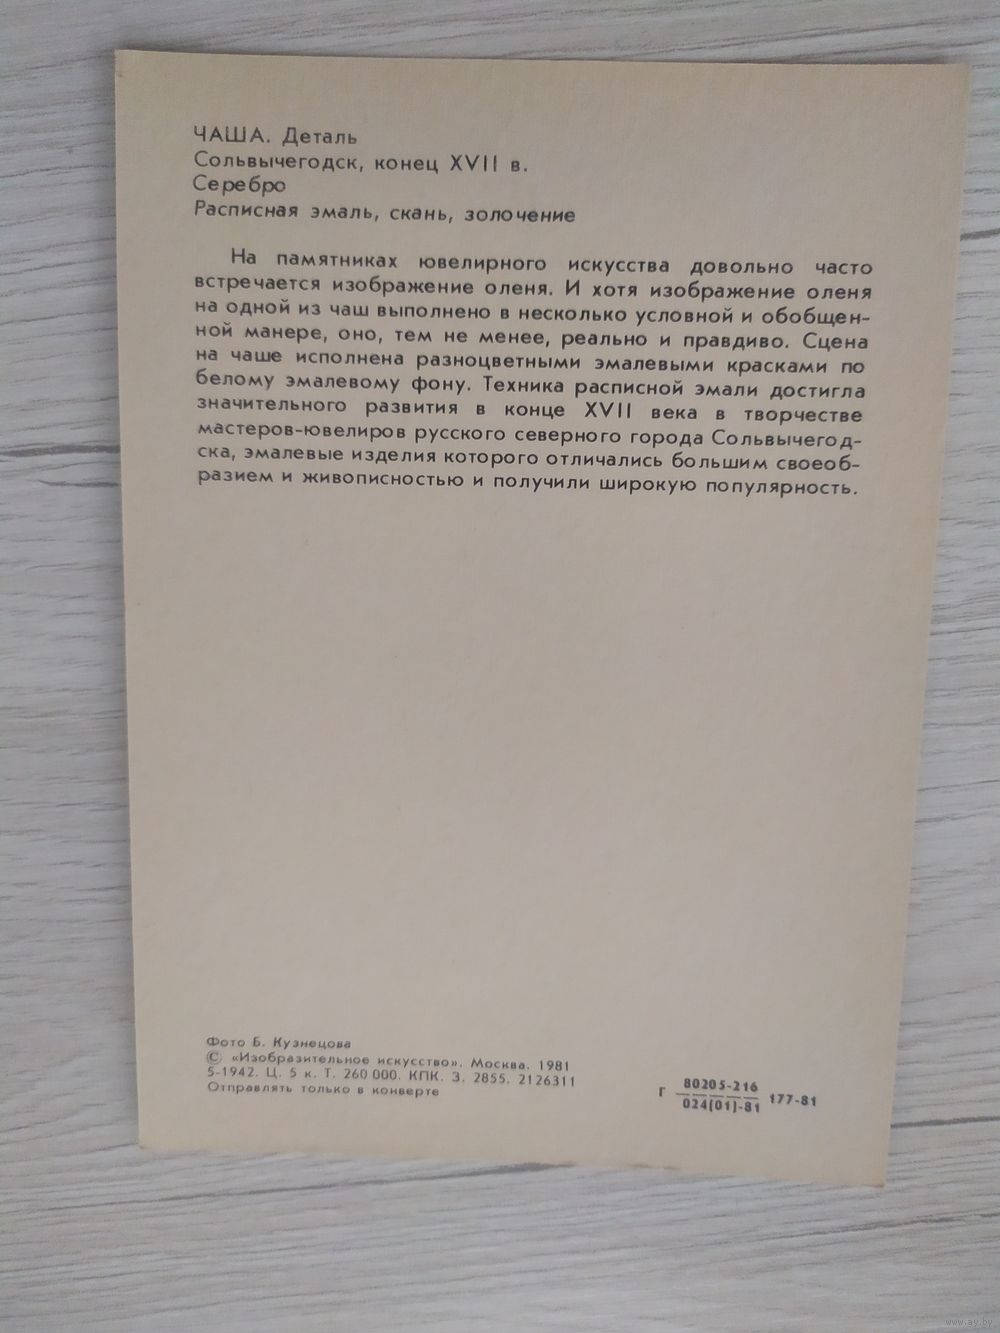 ЧАША. Деталь
Сольвычегодск, конец XVII в.
Серебро
Расписная эмаль, скань, золочение
На памятниках ювелирного искусства довольно часто
встречается изображение оленя. И хотя изображение оленя
на одной из чаш выполнено в несколько условной и обобщен-
ной манере, оно, тем не менее, реально и правдиво. Сцена
на чаше исполнена разноцветными эмалевыми красками по
белому эмалевому фону. Техника расписной эмали достигла
значительного развития в конце XVII века в творчестве
мастеров-ювелиров русского северного города Сольвычегод-
ска, эмалевые изделия которого отличались большим своеоб-
разием и живописностью и получили широкую популярность.
Фото Б. Кузнецова
© «Изобразительное искусство». Москва. 1981
5-1942. Ц. 5 к. Т. 260 000. КПК. З. 2855. 2126311
Отправлять только в конверте
Г 80205-216
024(01)-81 177-81
www.ay.by